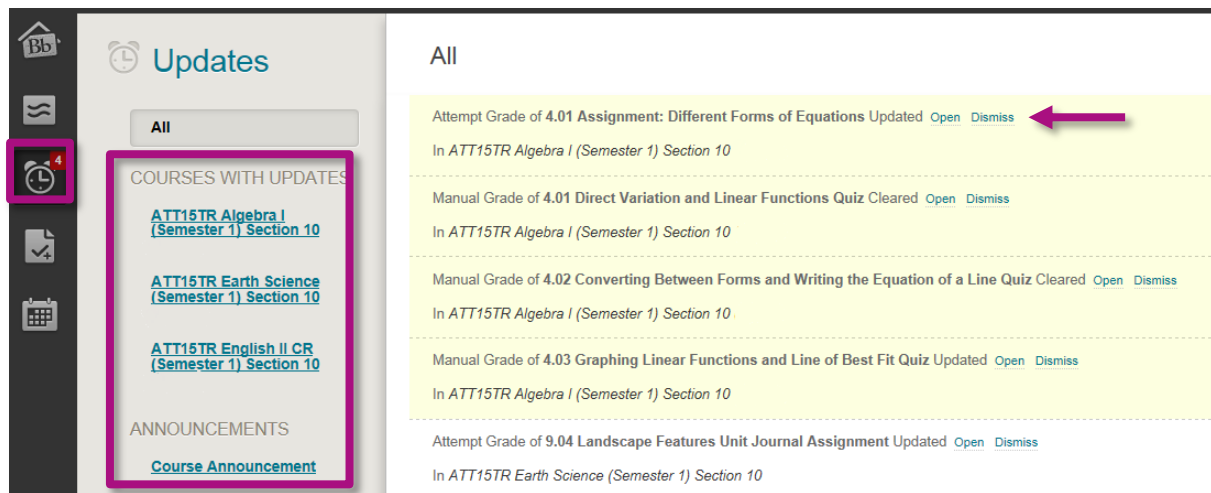 Bb
4
Updates
All
COURSES WITH UPDATES
ATT15TR Algebra I
(Semester 1) Section 10
ATT15TR Earth Science
(Semester 1) Section 10
ATT15TR English II CR
(Semester 1) Section 10
ANNOUNCEMENTS
Course Announcement
All
Attempt Grade of 4.01 Assignment: Different Forms of Equations Updated Open Dismiss
In ATT15TR Algebra I (Semester 1) Section 10
Manual Grade of 4.01 Direct Variation and Linear Functions Quiz Cleared Open Dismiss
In ATT15TR Algebra I (Semester 1) Section 10
Manual Grade of 4.02 Converting Between Forms and Writing the Equation of a Line Quiz Cleared Open Dismiss
In ATT15TR Algebra I (Semester 1) Section 10
Manual Grade of 4.03 Graphing Linear Functions and Line of Best Fit Quiz Updated Open Dismiss
In ATT15TR Algebra I (Semester 1) Section 10
Attempt Grade of 9.04 Landscape Features Unit Journal Assignment Updated Open Dismiss
In ATT15TR Earth Science (Semester 1) Section 10